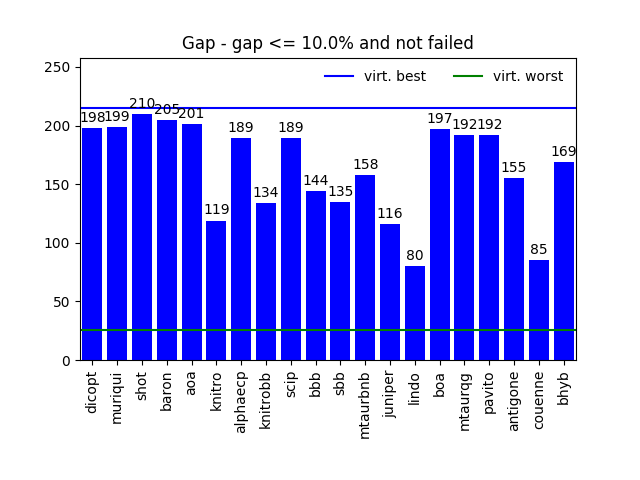 Gap - gap <= 10.0% and not failed
virt. best
virt. worst
250
200
150
100
50
0
198
199
210
205
201
119
189
134
189
144
135
158
116
80
197
192
192
155
85
169
dicopt
muriqui
shot
baron
aoa
knitro
alphaecp
knitrobb
scip
bbb
sbb
mtaurbnb
juniper
lindo
boa
mtaurqg
pavito
antigone
couenne
bhyb